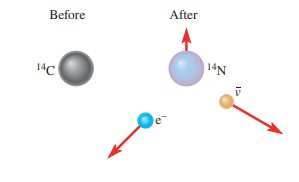 Before
After
¹⁴C
¹⁴N
ν̄
e⁻